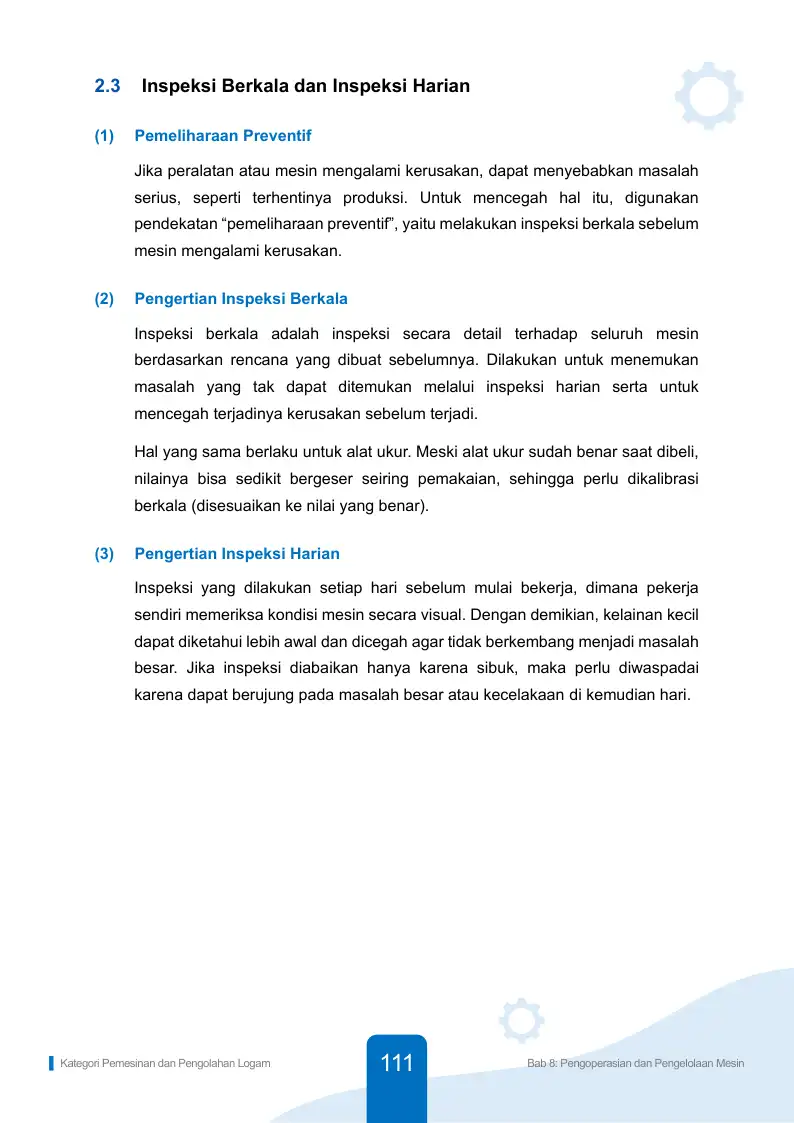 2.3 Inspeksi Berkala dan Inspeksi Harian
(1) Pemeliharaan Preventif
Jika peralatan atau mesin mengalami kerusakan, dapat menyebabkan masalah
serius, seperti terhentinya produksi. Untuk mencegah hal itu, digunakan
pendekatan “pemeliharaan preventif”, yaitu melakukan inspeksi berkala sebelum
mesin mengalami kerusakan.
(2) Pengertian Inspeksi Berkala
Inspeksi berkala adalah inspeksi secara detail terhadap seluruh mesin
berdasarkan rencana yang dibuat sebelumnya. Dilakukan untuk menemukan
masalah yang tak dapat ditemukan melalui inspeksi harian serta untuk
mencegah terjadinya kerusakan sebelum terjadi.
Hal yang sama berlaku untuk alat ukur. Meski alat ukur sudah benar saat dibeli,
nilainya bisa sedikit bergeser seiring pemakaian, sehingga perlu dikalibrasi
berkala (disesuaikan ke nilai yang benar).
(3) Pengertian Inspeksi Harian
Inspeksi yang dilakukan setiap hari sebelum mulai bekerja, dimana pekerja
sendiri memeriksa kondisi mesin secara visual. Dengan demikian, kelainan kecil
dapat diketahui lebih awal dan dicegah agar tidak berkembang menjadi masalah
besar. Jika inspeksi diabaikan hanya karena sibuk, maka perlu diwaspadai
karena dapat berujung pada masalah besar atau kecelakaan di kemudian hari.
Kategori Pemesinan dan Pengolahan Logam
111
Bab 8: Pengoperasian dan Pengelolaan Mesin